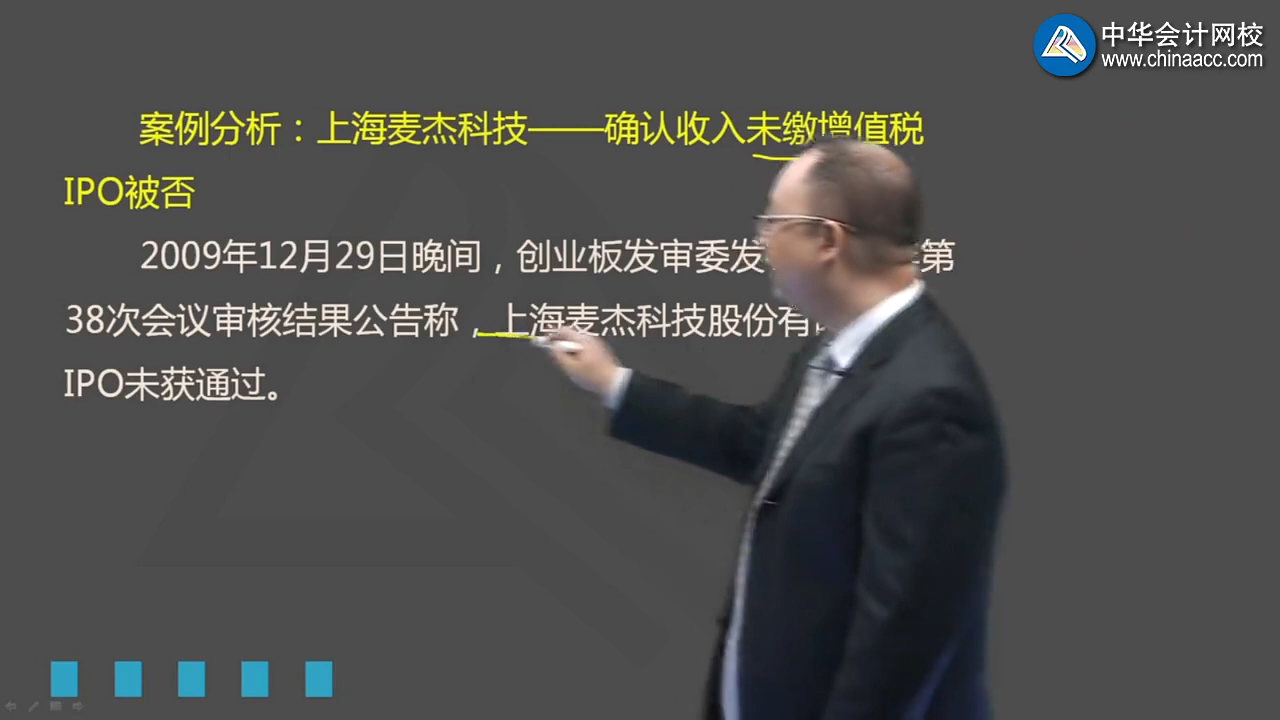 中华会计网校
www.chinaacc.com
案例分析：上海麦杰科技——确认收入未缴增值税
IPO被否
2009年12月29日晚间，创业板发审委发 第
38次会议审核结果公告称，上海麦杰科技股份有
IPO未获通过。